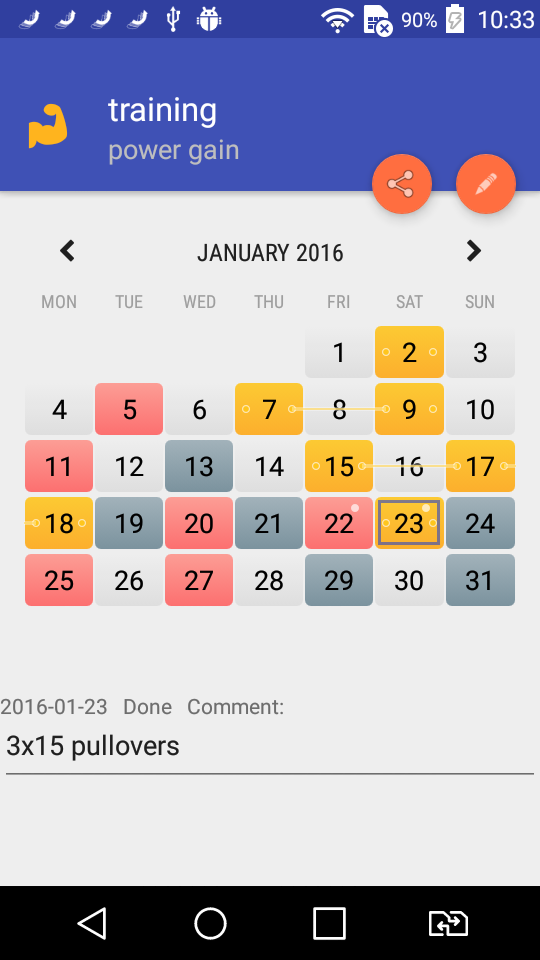 90% 10:33
training
power gain
JANUARY 2016
MON TUE WED THU FRI SAT SUN
1 2 3
4 5 6 7 8 9 10
11 12 13 14 15 16 17
18 19 20 21 22 23 24
25 26 27 28 29 30 31
2016-01-23 Done Comment:
3x15 pullovers